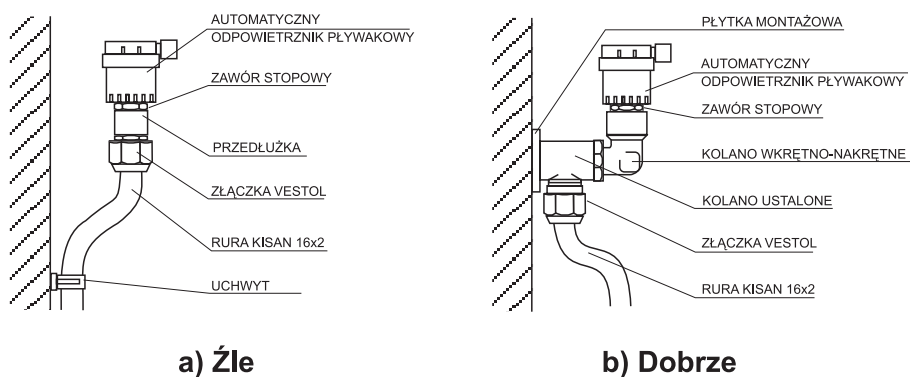 AUTOMATYCZNY
ODPOWIETRZNIK PŁYWAKOWY
ZAWÓR STOPOWY
PRZEDŁUŻKA
ZŁĄCZKA VESTOL
RURA KISAN 16x2
UCHWYT
a) Źle
PŁYTKA MONTAŻOWA
AUTOMATYCZNY
ODPOWIETRZNIK PŁYWAKOWY
ZAWÓR STOPOWY
KOLANO WKRĘTNO-NAKRĘTNE
KOLANO USTALONE
ZŁĄCZKA VESTOL
RURA KISAN 16x2
b) Dobrze